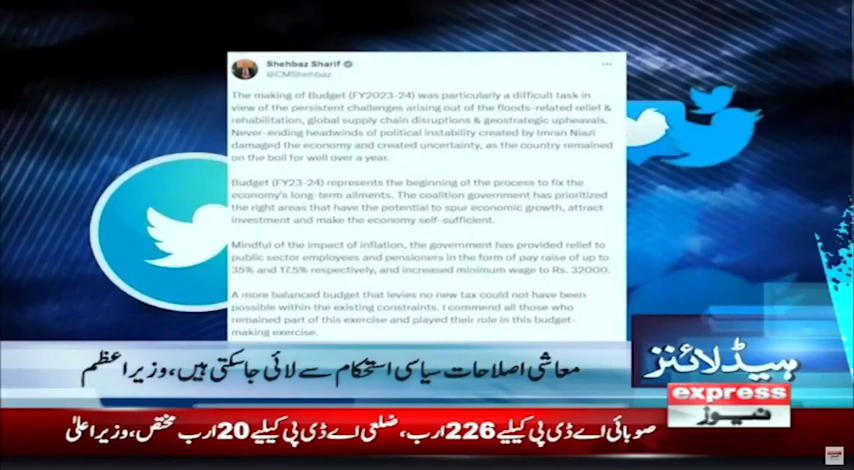 Shehbaz Sharif
@CMShehbaz
The making of Budget (FY2023-24) was particularly a difficult task in
view of the persistent challenges arising out of the floods-related relief &
rehabilitation, global supply chain disruptions & geostrategic upheavals.
Never-ending headwinds of political instability created by Imran Niazi
damaged the economy and created uncertainty, as the country remained
on the boil for well over a year.
Budget (FY23-24) represents the beginning of the process to fix the
economy's long-term ailments. The coalition government has prioritized
the right areas that have the potential to spur economic growth, attract
investment and make the economy self-sufficient.
Mindful of the impact of inflation, the government has provided relief to
public sector employees and pensioners in the form of pay raise of up to
35% and 17.5% respectively, and increased minimum wage to Rs. 32000.
A more balanced budget that levies no new tax could not have been
possible within the existing constraints. I commend all those who
remained part of this exercise and played their role in this budget-
making exercise.
معاشی اصلاحات سیاسی استحکام سے لائی جاسکتی ہیں، وزیراعظم
ہیڈلائنز
express
نیوز
صوبائی اے ڈی پی کیلیے 226 ارب، ضلعی اے ڈی پی کیلیے 20 ارب مختص، وزیراعلیٰ